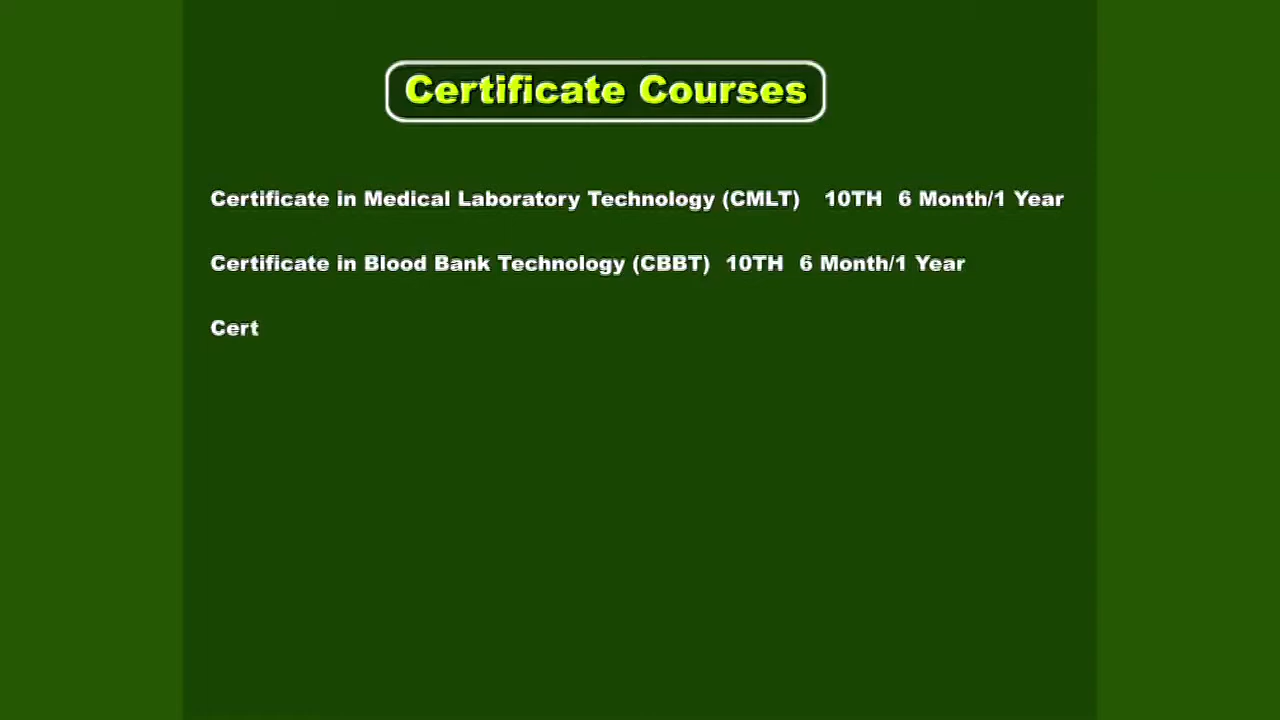 Certificate Courses
Certificate in Medical Laboratory Technology (CMLT) 10TH 6 Month/1 Year
Certificate in Blood Bank Technology (CBBT) 10TH 6 Month/1 Year
Cert